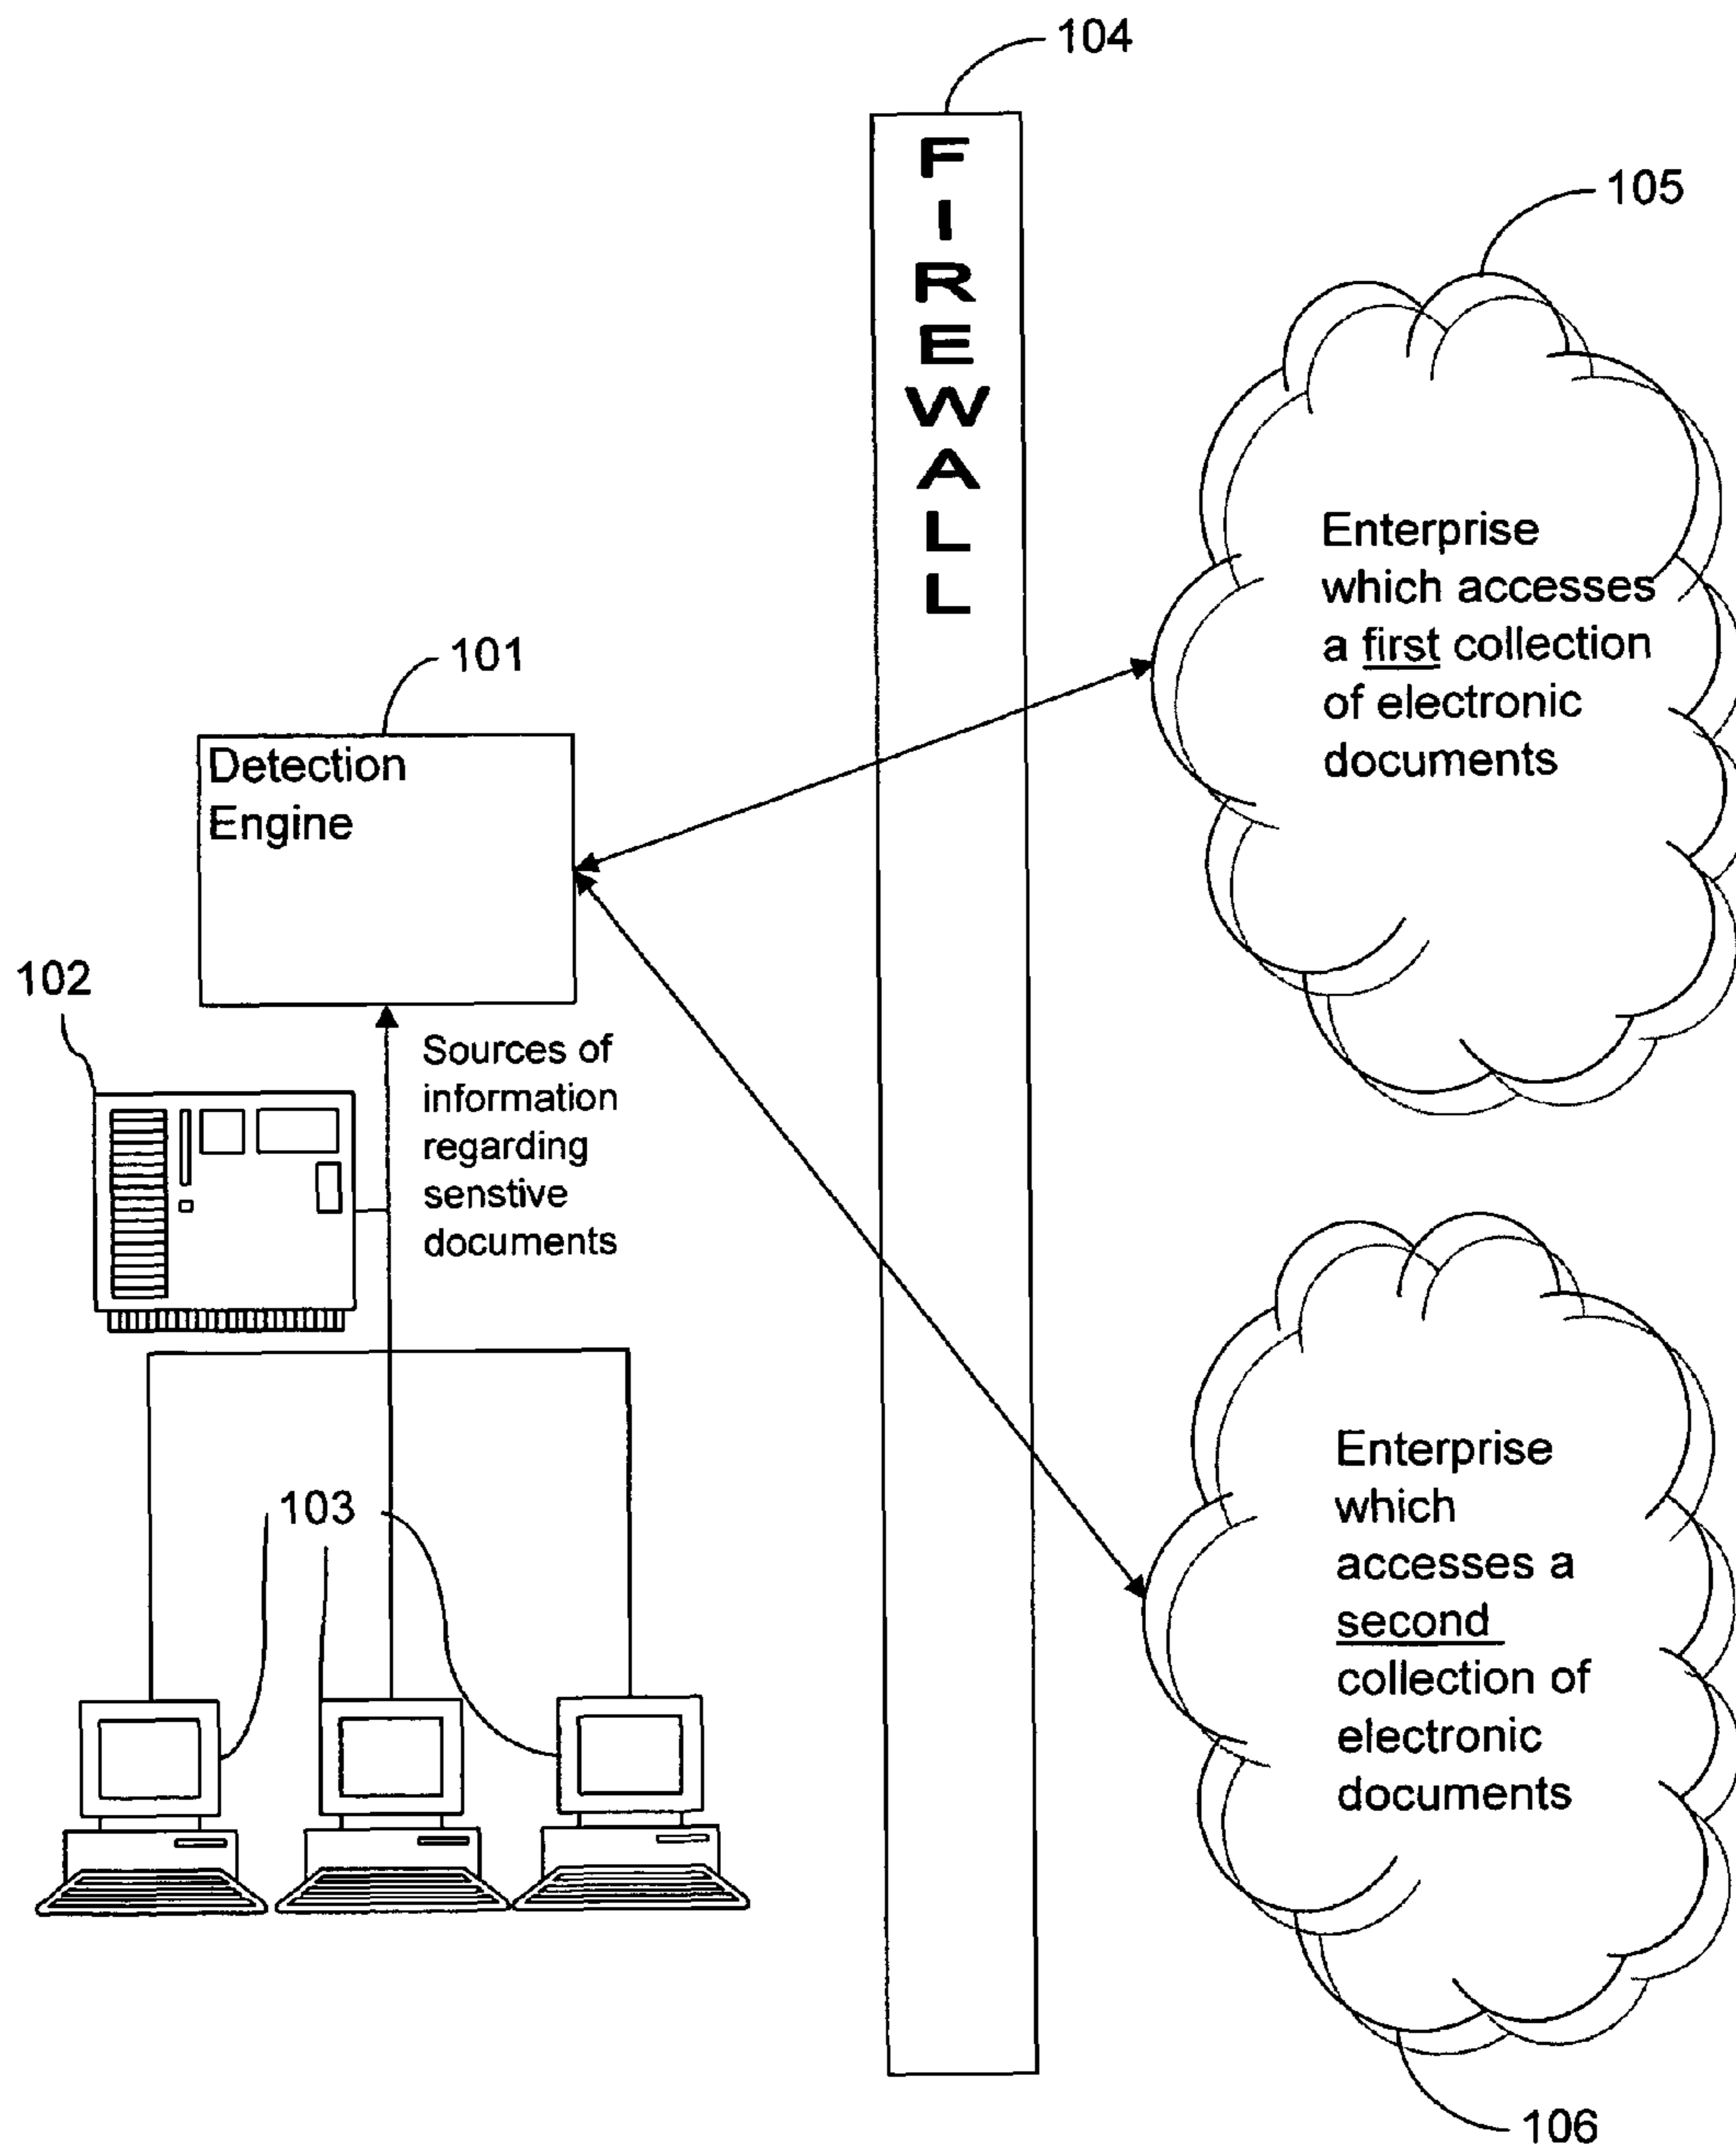 104
FIREWALL
105
Enterprise
which accesses
a first collection
of electronic
documents
101
Detection
Engine
102
Sources of
information
regarding
senstive
documents
103
Enterprise
which
accesses a
second
collection of
electronic
documents
106